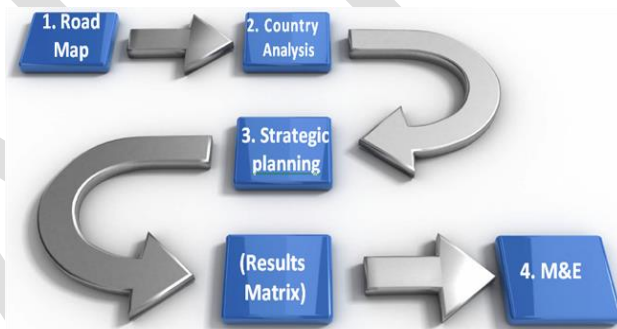 1. Road
Map
2. Country
Analysis
3. Strategic
planning
(Results
Matrix)
4. M&E